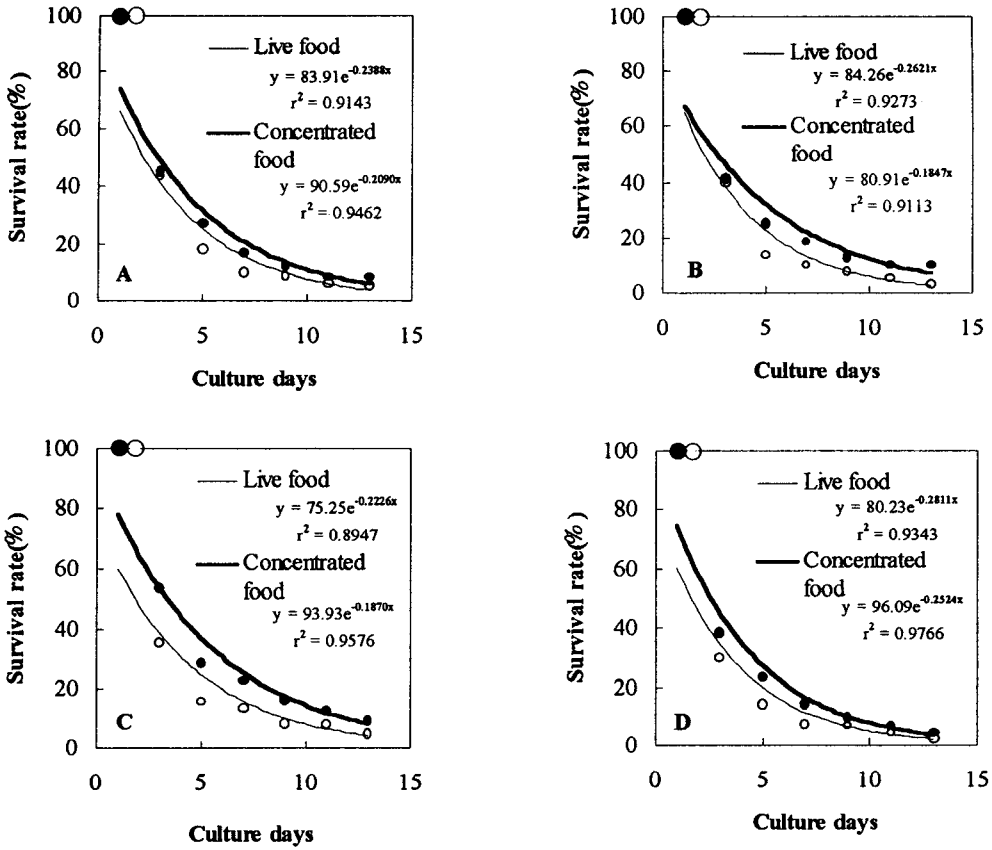 100
80
60
40
20
0
Survival rate(%)
Live food
y = 83.91e^-0.2388x
r² = 0.9143
Concentrated
food
y = 90.59e^-0.2090x
r² = 0.9462
A
0 5 10 15
Culture days
100
80
60
40
20
0
Survival rate(%)
Live food
y = 84.26e^-0.2621x
r² = 0.9273
Concentrated
food
y = 80.91e^-0.1847x
r² = 0.9113
B
0 5 10 15
Culture days
100
80
60
40
20
0
Survival rate(%)
Live food
y = 75.25e^-0.2226x
r² = 0.8947
Concentrated
food
y = 93.93e^-0.1870x
r² = 0.9576
C
0 5 10 15
Culture days
100
80
60
40
20
0
Survival rate(%)
Live food
y = 80.23e^-0.2811x
r² = 0.9343
Concentrated
food
y = 96.09e^-0.2524x
r² = 0.9766
D
0 5 10 15
Culture days